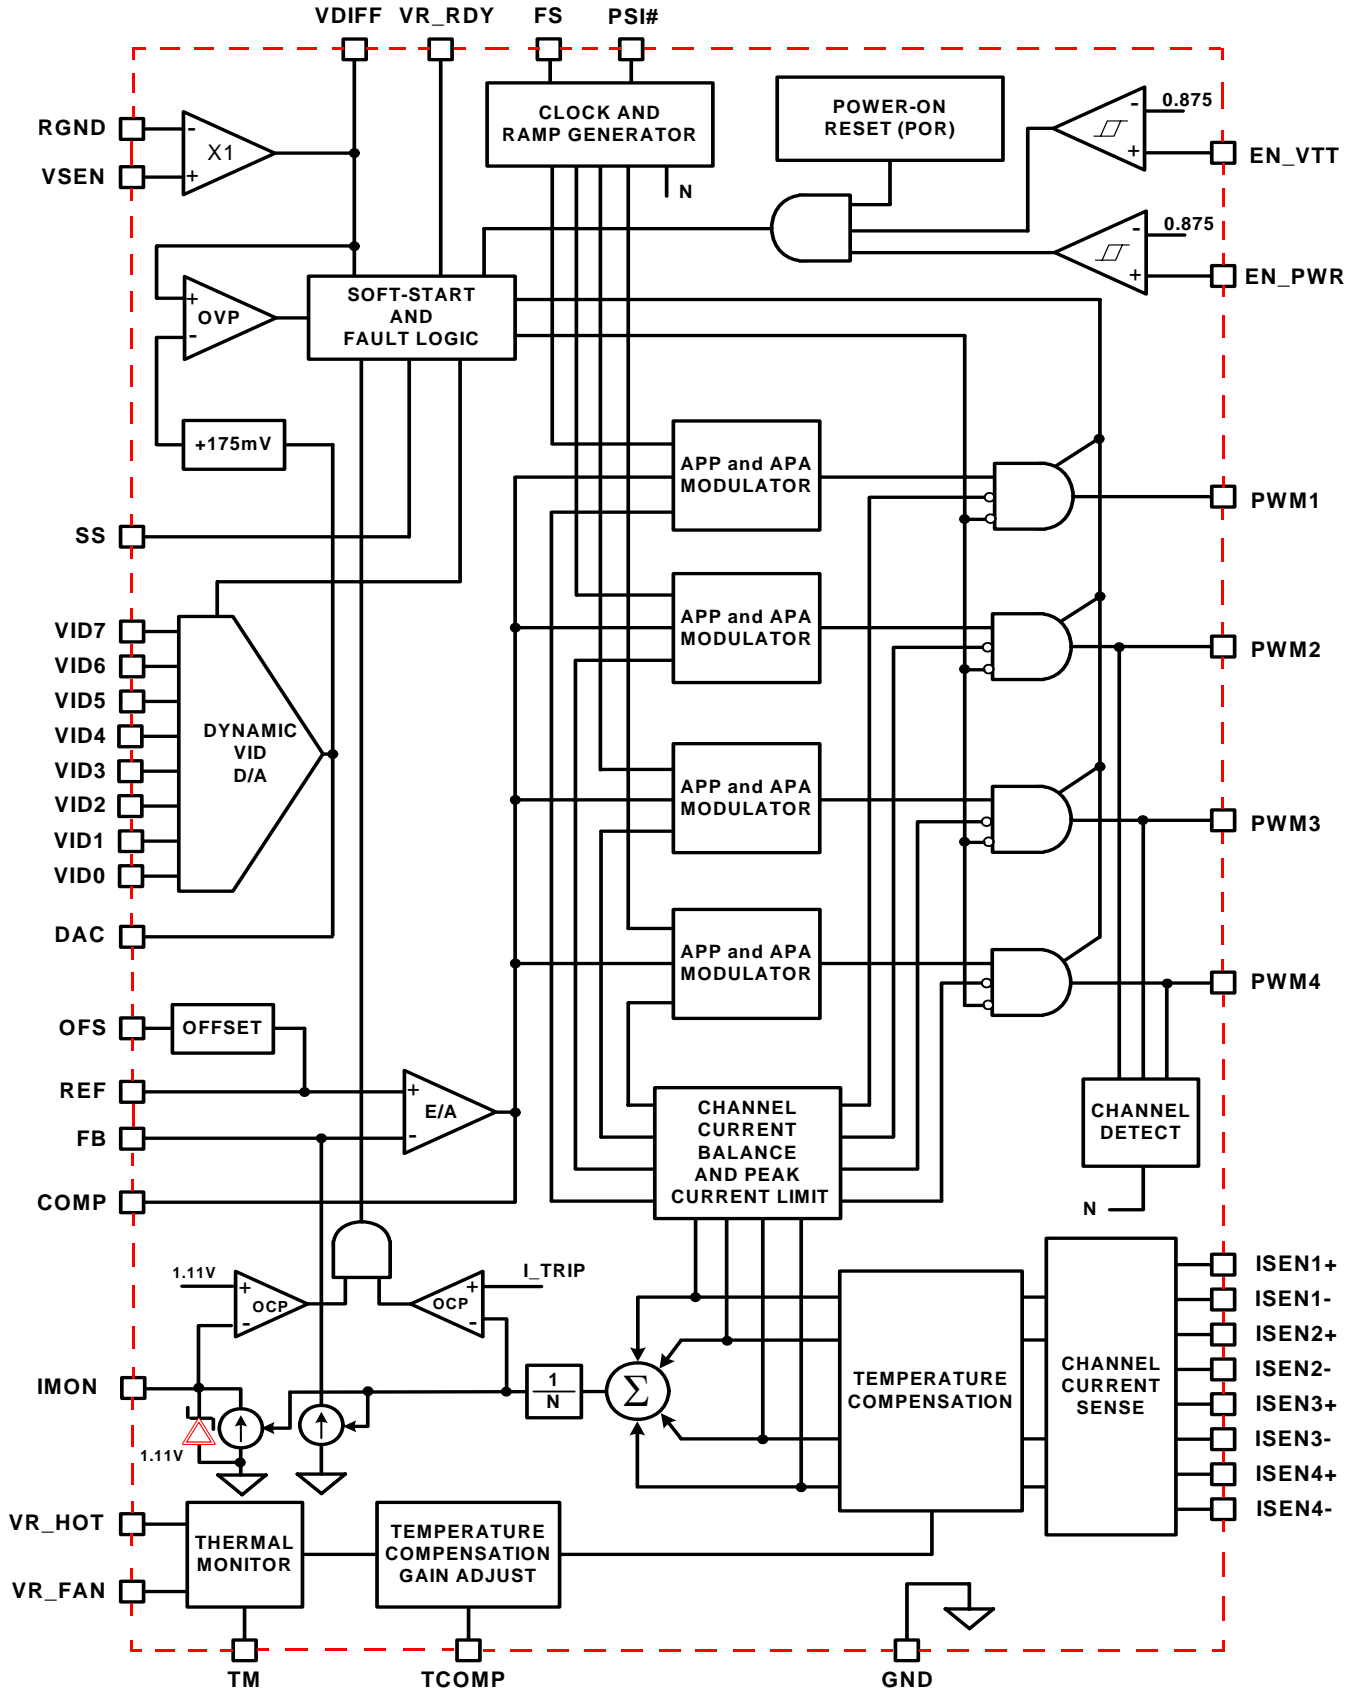 VDIFF VR_RDY FS PSI#
CLOCK AND
RAMP GENERATOR
N
POWER-ON
RESET (POR)
-
0.875
+
EN_VTT
-
0.875
+
EN_PWR
RGND
VSEN
-
X1
+
+
OVP
-
SOFT-START
AND
FAULT LOGIC
+175mV
SS
APP and APA
MODULATOR
PWM1
APP and APA
MODULATOR
PWM2
APP and APA
MODULATOR
PWM3
APP and APA
MODULATOR
PWM4
VID7
VID6
VID5
VID4
VID3
VID2
VID1
VID0
DYNAMIC
VID
D/A
DAC
OFS
OFFSET
REF
FB
+
E/A
-
COMP
CHANNEL
CURRENT
BALANCE
AND PEAK
CURRENT LIMIT
CHANNEL
DETECT
N
1.11V
+
OCP
-
I_TRIP
+
OCP
-
IMON
1.11V
1
N
Σ
TEMPERATURE
COMPENSATION
CHANNEL
CURRENT
SENSE
ISEN1+
ISEN1-
ISEN2+
ISEN2-
ISEN3+
ISEN3-
ISEN4+
ISEN4-
VR_HOT
VR_FAN
THERMAL
MONITOR
TEMPERATURE
COMPENSATION
GAIN ADJUST
TM
TCOMP
GND